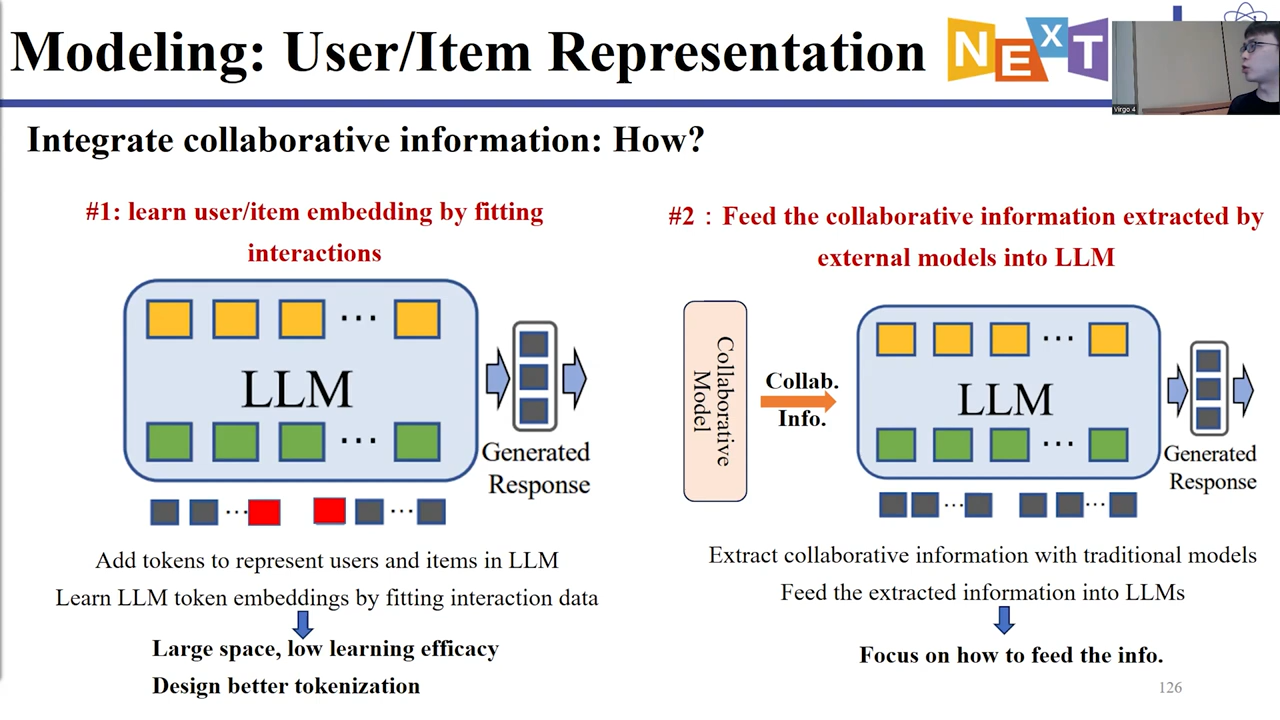 Modeling: User/Item Representation
NExT
Virgo 4
Integrate collaborative information: How?
#1: learn user/item embedding by fitting
interactions
LLM
Generated
Response
Add tokens to represent users and items in LLM
Learn LLM token embeddings by fitting interaction data
Large space, low learning efficacy
Design better tokenization
#2：Feed the collaborative information extracted by
external models into LLM
Collaborative
Model
Collab.
Info.
LLM
Generated
Response
Extract collaborative information with traditional models
Feed the extracted information into LLMs
Focus on how to feed the info.
126